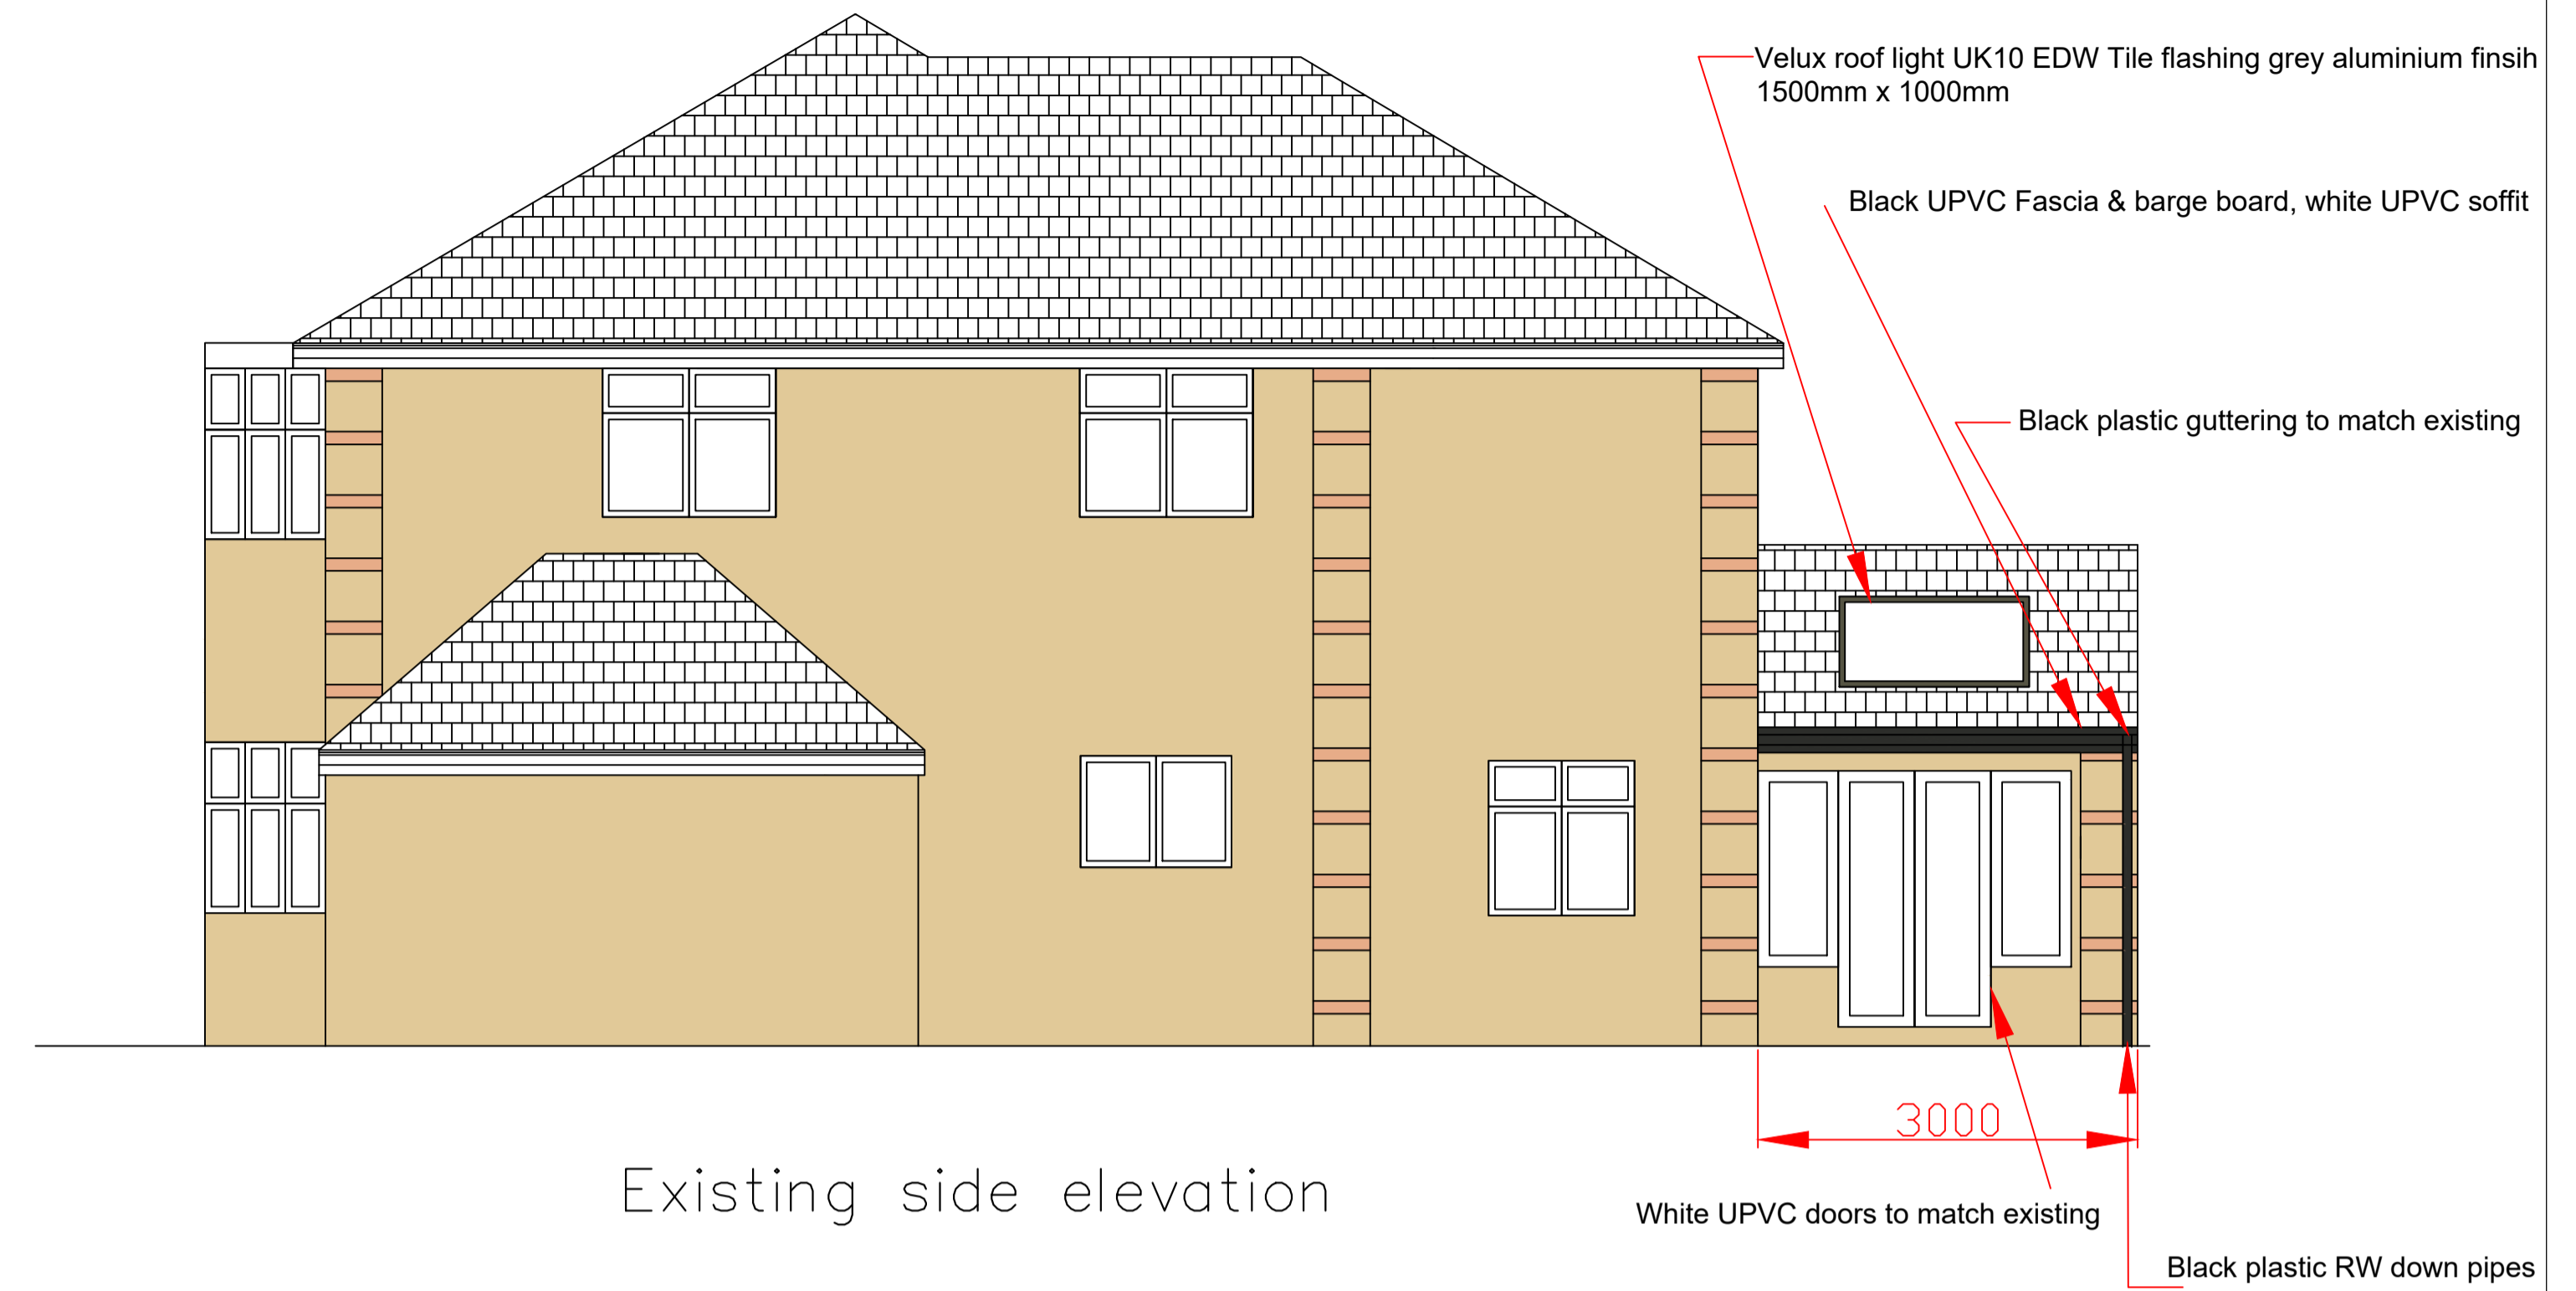 Velux roof light UK10 EDW Tile flashing grey aluminium finsih
1500mm x 1000mm
Black UPVC Fascia & barge board, white UPVC soffit
Black plastic guttering to match existing
3000
Existing side elevation
White UPVC doors to match existing
Black plastic RW down pipes